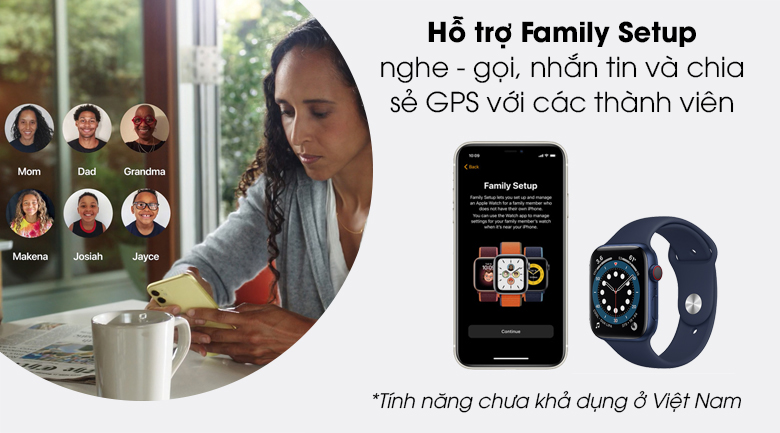 Hỗ trợ Family Setup
nghe - gọi, nhắn tin và chia
sẻ GPS với các thành viên
Mom
Dad
Grandma
Makena
Josiah
Jayce
10:09
Back
Family Setup
Family Setup lets you set up and manage
an Apple Watch for a family member who
does not have their own iPhone.
You can use the Watch app to manage
settings for your family member's watch
when it's near your iPhone.
Continue
*Tính năng chưa khả dụng ở Việt Nam